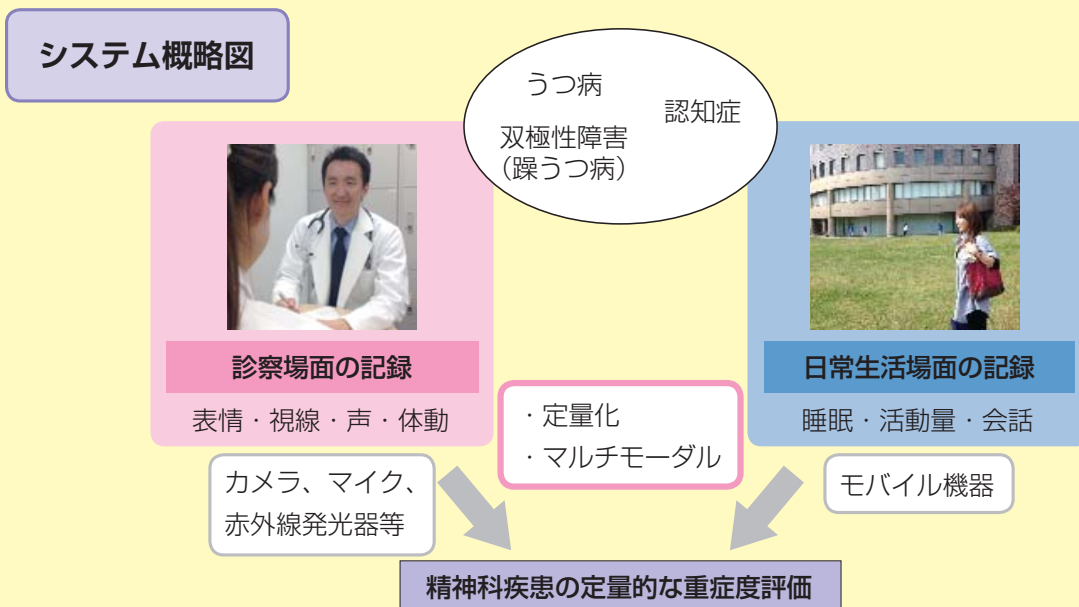 システム概略図
うつ病
認知症
双極性障害
（躁うつ病）
診察場面の記録
表情・視線・声・体動
カメラ、マイク、
赤外線発光器等
・定量化
・マルチモーダル
日常生活場面の記録
睡眠・活動量・会話
モバイル機器
精神科疾患の定量的な重症度評価